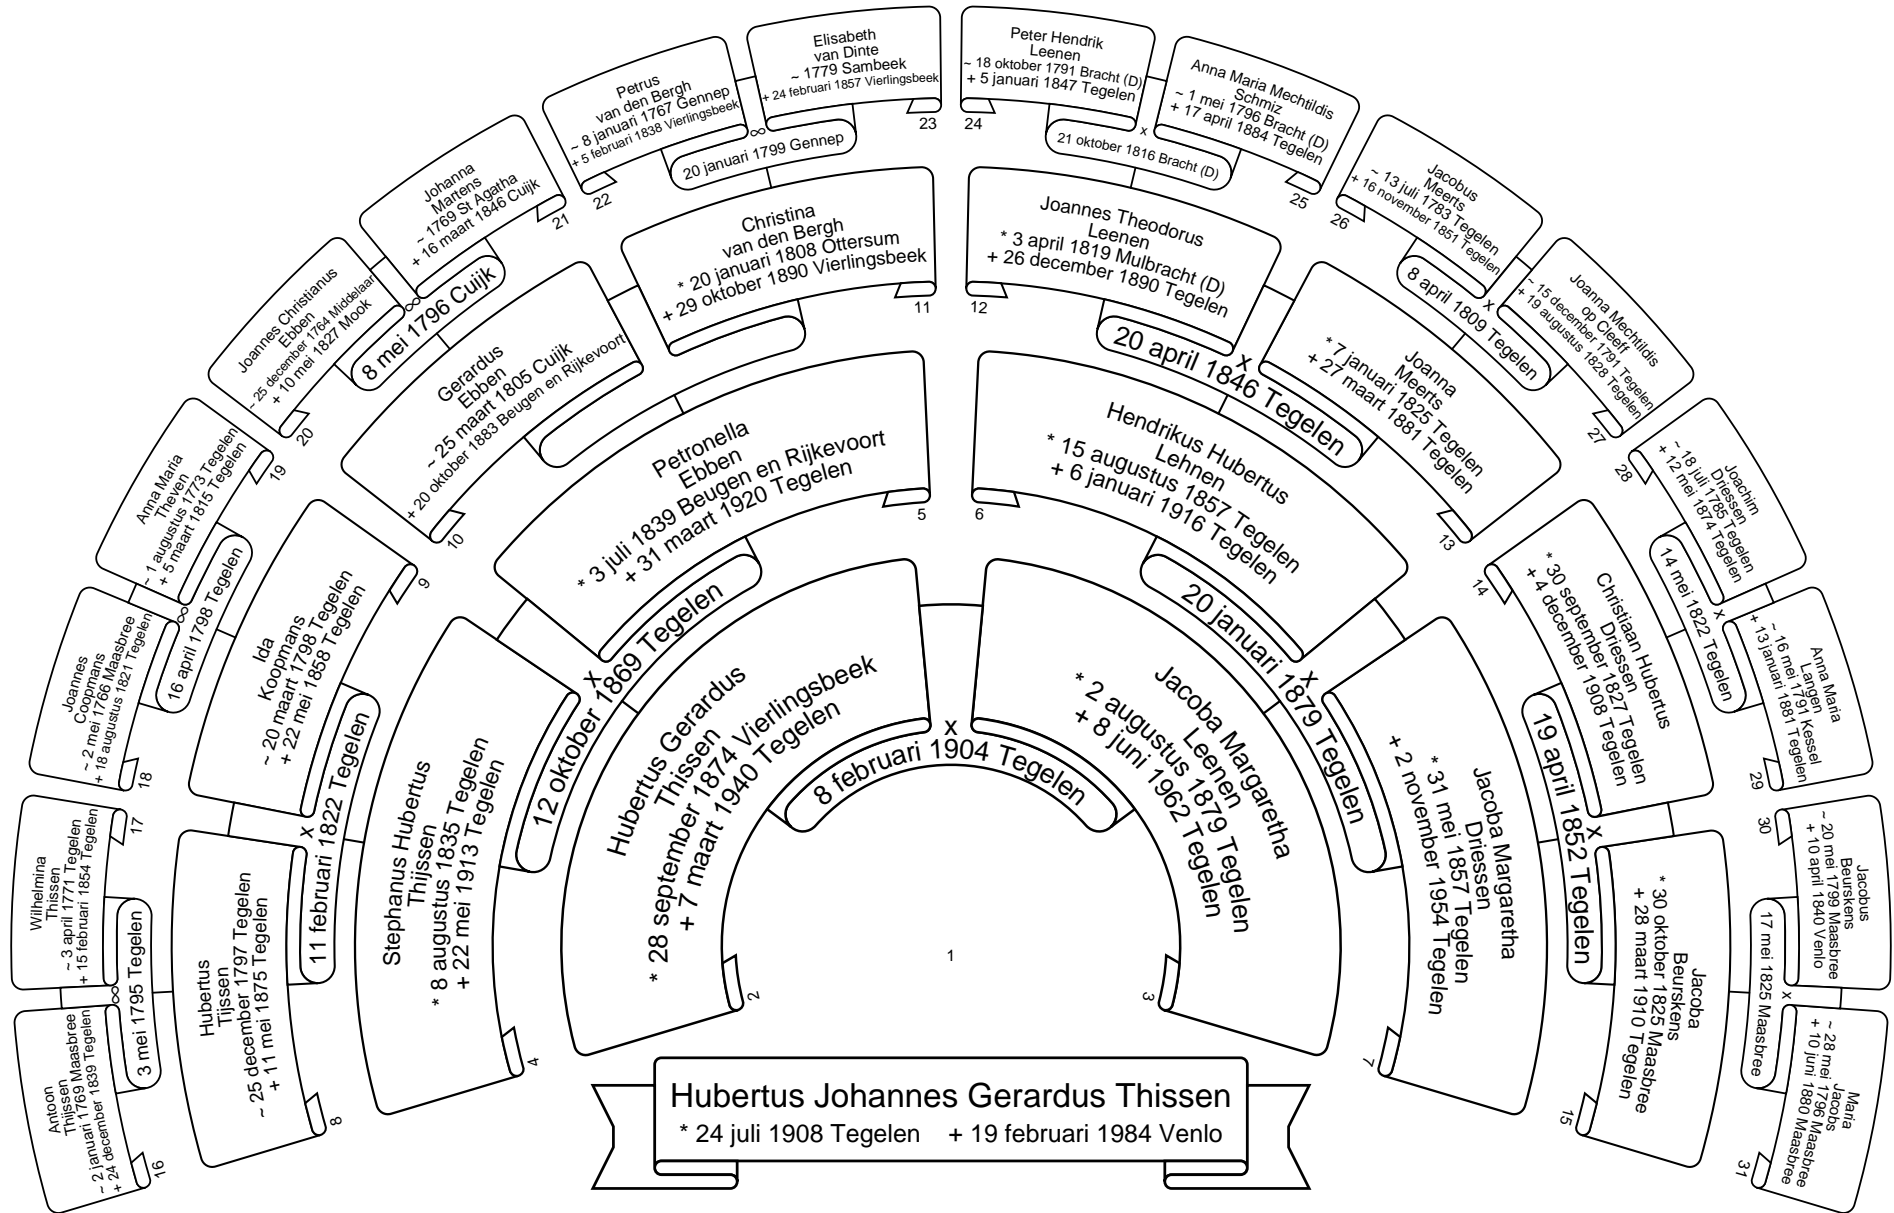 Hubertus Johannes Gerardus Thissen
* 24 juli 1908 Tegelen + 19 februari 1984 Venlo
1
Hubertus Gerardus
Thissen
* 28 september 1874 Vierlingsbeek
+ 7 maart 1940 Tegelen
2
x
8 februari 1904 Tegelen
Jacoba Margaretha
Leenen
* 2 augustus 1879 Tegelen
+ 8 juni 1962 Tegelen
3
Stephanus Hubertus
Thijssen
* 8 augustus 1835 Tegelen
+ 22 mei 1913 Tegelen
4
x
12 oktober 1869 Tegelen
Petronella
Ebben
* 3 juli 1839 Beugen en Rijkevoort
+ 31 maart 1920 Tegelen
5
Hendrikus Hubertus
Lehnen
* 15 augustus 1857 Tegelen
+ 6 januari 1916 Tegelen
6
x
20 januari 1879 Tegelen
Jacoba Margaretha
Driessen
* 31 mei 1857 Tegelen
+ 2 november 1954 Tegelen
7
Hubertus
Tijssen
~ 25 december 1797 Tegelen
+ 11 mei 1875 Tegelen
8
x
11 februari 1822 Tegelen
Ida
Koopmans
~ 20 maart 1798 Tegelen
+ 22 mei 1858 Tegelen
9
Gerardus
Ebben
~ 25 maart 1805 Cuijk
+ 20 oktober 1883 Beugen en Rijkevoort
10
Christina
van den Bergh
* 20 januari 1808 Ottersum
+ 29 oktober 1890 Vierlingsbeek
11
Joannes Theodorus
Leenen
* 3 april 1819 Mulbracht (D)
+ 26 december 1890 Tegelen
12
x
20 april 1846 Tegelen
Joanna
Meerts
* 7 januari 1825 Tegelen
+ 27 maart 1881 Tegelen
13
Christiaan Hubertus
Driessen
* 30 september 1827 Tegelen
+ 4 december 1908 Tegelen
14
x
19 april 1852 Tegelen
Jacoba
Beurskens
* 30 oktober 1825 Maasbree
+ 28 maart 1910 Tegelen
15
Antoon
Thijssen
~ 2 januari 1769 Maasbree
+ 24 december 1839 Tegelen
16
∞
3 mei 1795 Tegelen
Wilhelmina
Thissen
~ 3 april 1771 Tegelen
+ 15 februari 1854 Tegelen
17
Joannes
Coopmans
~ 2 mei 1766 Maasbree
+ 18 augustus 1821 Tegelen
18
∞
16 april 1798 Tegelen
Anna Maria
Theven
~ 1 augustus 1773 Tegelen
+ 5 maart 1815 Tegelen
19
Joannes Christianus
Ebben
~ 25 december 1764 Middelaar
+ 10 mei 1827 Mook
20
∞
8 mei 1796 Cuijk
Johanna
Martens
~ 1769 St Agatha
+ 16 maart 1846 Cuijk
21
Petrus
van den Bergh
~ 8 januari 1767 Gennep
+ 5 februari 1838 Vierlingsbeek
22
∞
20 januari 1799 Gennep
Elisabeth
van Dinte
~ 1779 Sambeek
+ 24 februari 1857 Vierlingsbeek
23
Peter Hendrik
Leenen
~ 18 oktober 1791 Bracht (D)
+ 5 januari 1847 Tegelen
24
x
21 oktober 1816 Bracht (D)
Anna Maria Mechtildis
Schmiz
~ 1 mei 1796 Bracht (D)
+ 17 april 1884 Tegelen
25
Jacobus
Meerts
~ 13 juli 1783 Tegelen
+ 16 november 1851 Tegelen
26
x
8 april 1809 Tegelen
Joanna Mechtildis
op Cleeff
~ 15 december 1791 Tegelen
+ 19 augustus 1828 Tegelen
27
Joachim
Driessen
~ 18 juli 1785 Tegelen
+ 12 mei 1874 Tegelen
28
x
14 mei 1822 Tegelen
Anna Maria
Langen
~ 16 mei 1791 Kessel
+ 13 januari 1881 Tegelen
29
Jacobus
Beurskens
~ 20 mei 1799 Maasbree
+ 10 april 1840 Venlo
30
x
17 mei 1825 Maasbree
Maria
Jacobs
~ 28 mei 1796 Maasbree
+ 10 juni 1880 Maasbree
31